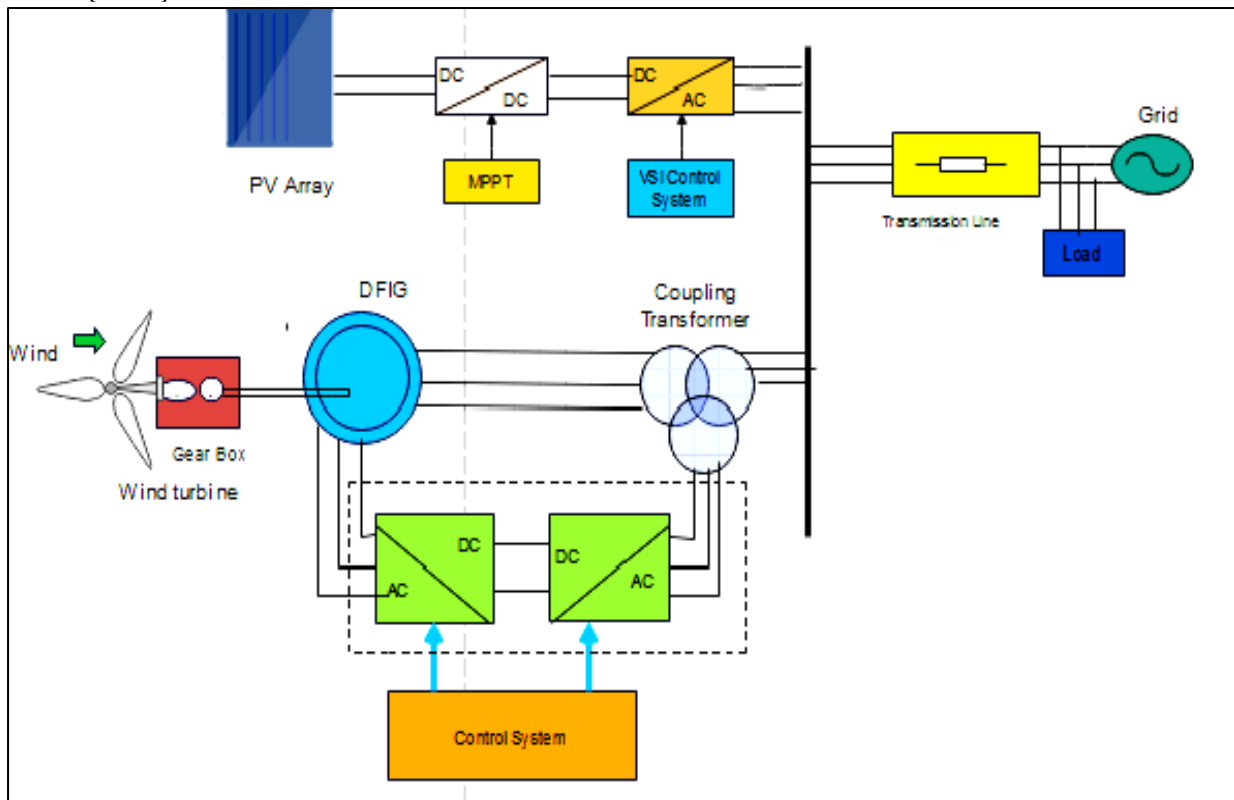 DC
DC
DC
AC
Grid
PV Array
MPPT
VSI Control
System
Transmission Line
Load
DFIG
Coupling
Transformer
Wind
Gear Box
Wind turbine
DC
AC
DC
AC
Control System